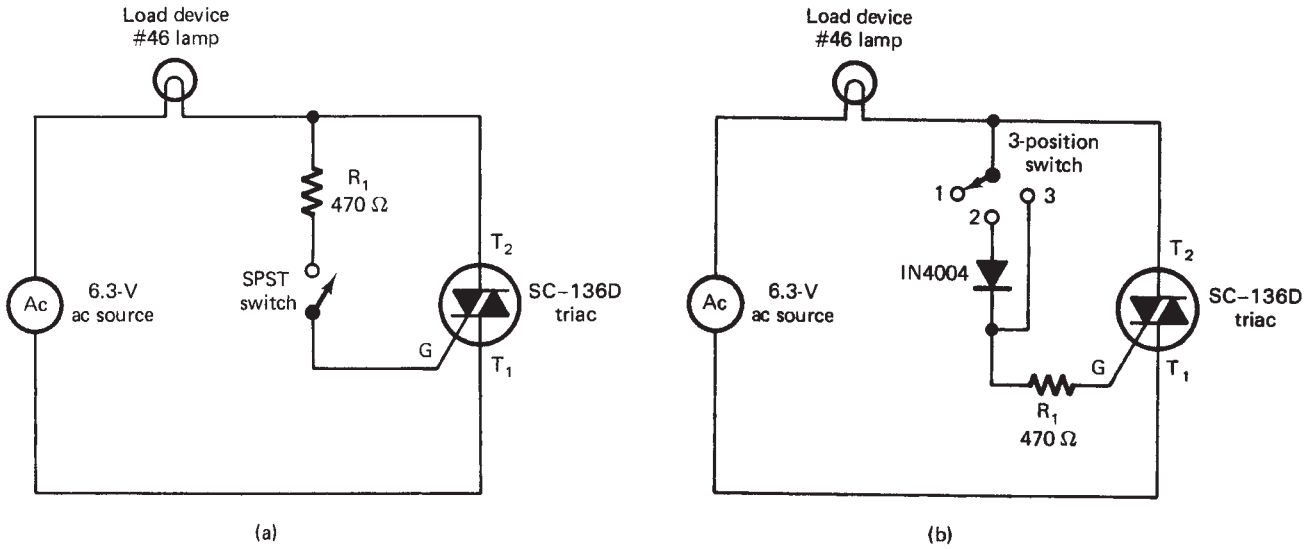 Load device
#46 lamp
R₁
470 Ω
T₂
SPST
switch
Ac
6.3-V
ac source
SC-136D
triac
G
T₁
(a)
Load device
#46 lamp
3-position
switch
1
3
2
T₂
IN4004
Ac
6.3-V
ac source
SC-136D
triac
G
T₁
R₁
470 Ω
(b)